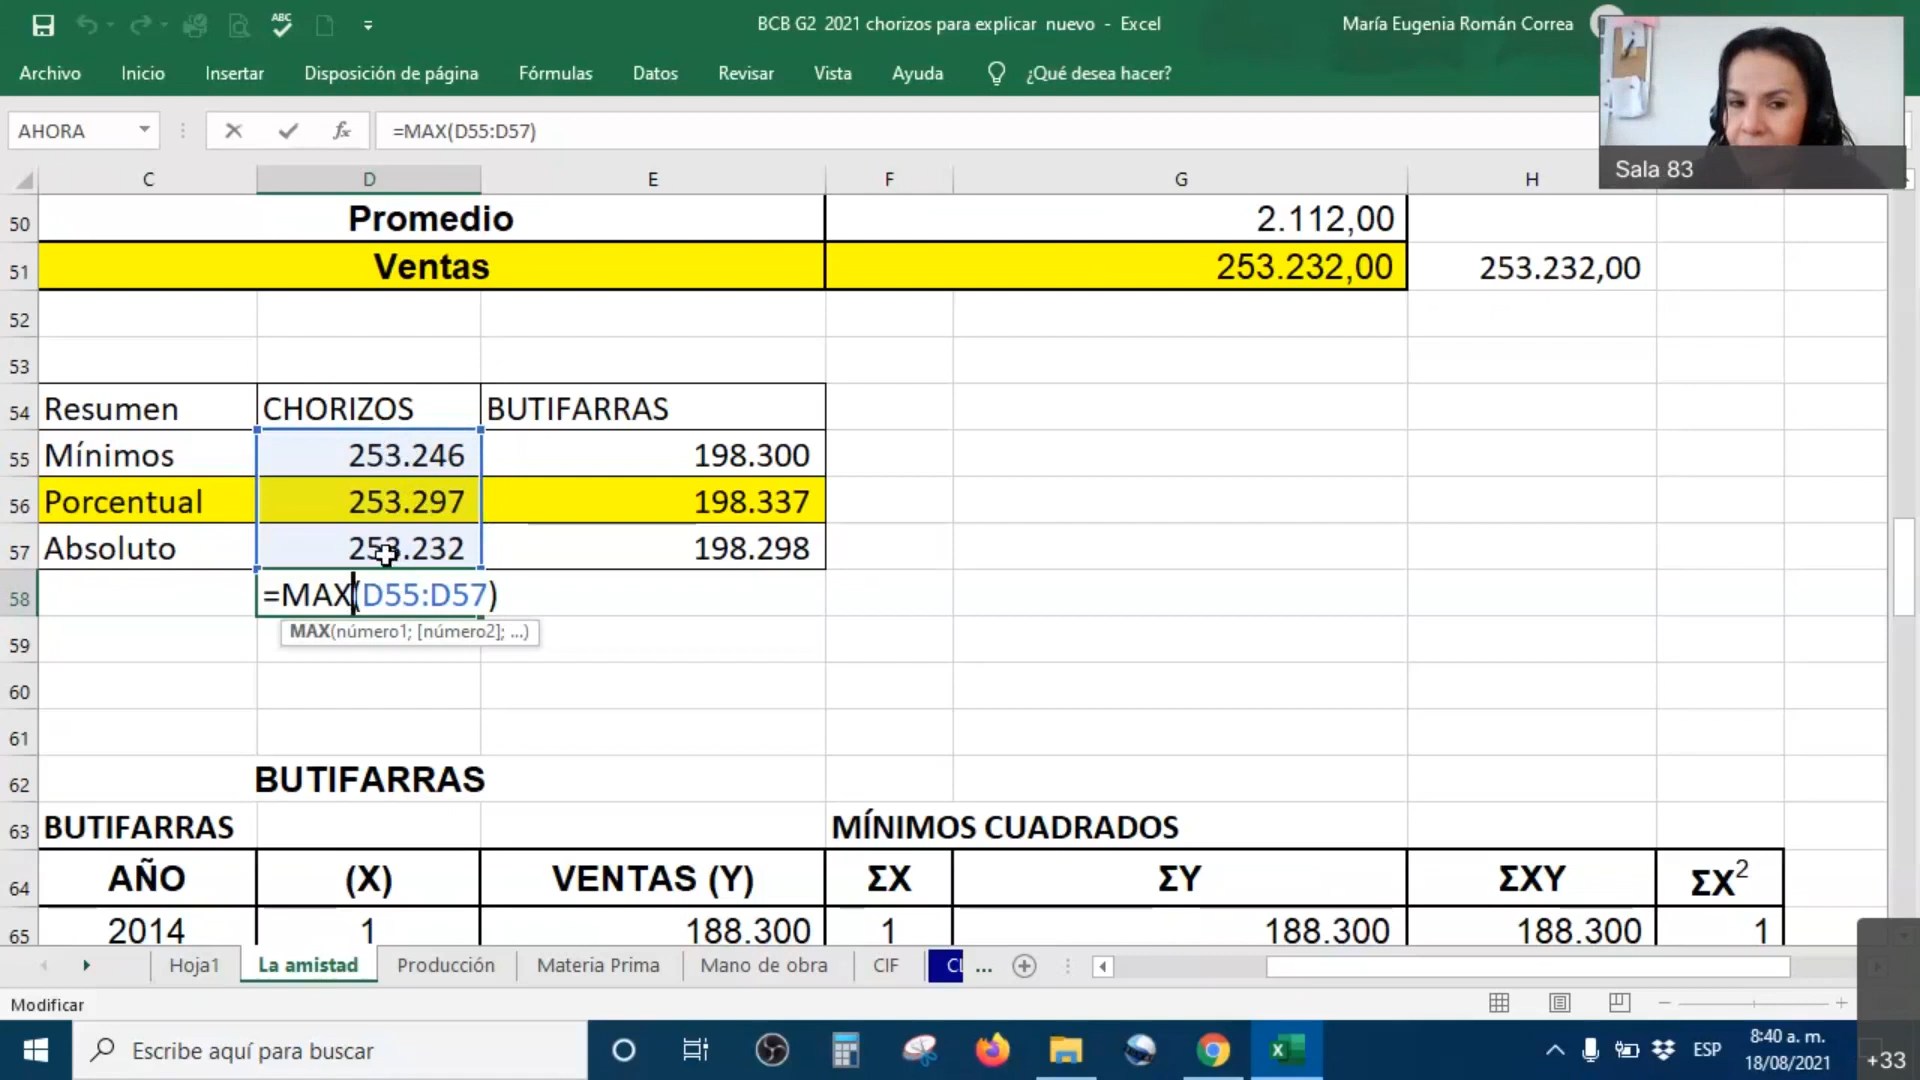 ABC
BCB G2 2021 chorizos para explicar nuevo - Excel
María Eugenia Román Correa
Archivo Inicio Insertar Disposición de página Fórmulas Datos Revisar Vista Ayuda ¿Qué desea hacer?
AHORA fx =MAX(D55:D57)
Sala 83
C D E F G H
50 Promedio 2.112,00
51 Ventas 253.232,00 253.232,00
52
53
54 Resumen CHORIZOS BUTIFARRAS
55 Mínimos 253.246 198.300
56 Porcentual 253.297 198.337
57 Absoluto 253.232 198.298
58 =MAX(D55:D57)
MAX(número1; [número2]; ...)
59
60
61
62 BUTIFARRAS
63 BUTIFARRAS MÍNIMOS CUADRADOS
64 AÑO (X) VENTAS (Y) ΣX ΣY ΣXY ΣX²
65 2014 1 188.300 1 188.300 188.300 1
Hoja1 La amistad Producción Materia Prima Mano de obra CIF ...
Modificar
Escribe aquí para buscar
ESP
8:40 a. m.
18/08/2021
+33